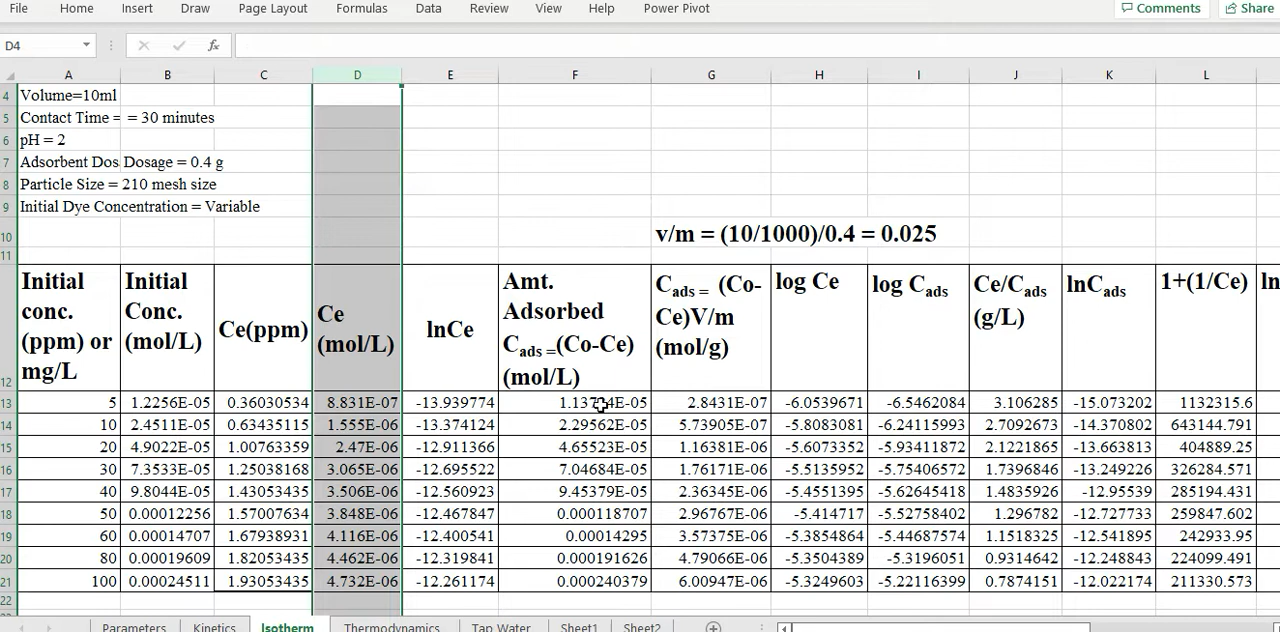 File Home Insert Draw Page Layout Formulas Data Review View Help Power Pivot Comments Share
D4 fx
A B C D E F G H I J K L
4 Volume=10ml
5 Contact Time = = 30 minutes
6 pH = 2
7 Adsorbent Dos Dosage = 0.4 g
8 Particle Size = 210 mesh size
9 Initial Dye Concentration = Variable
10 v/m = (10/1000)/0.4 = 0.025
11
12 Initial conc. (ppm) or mg/L Initial Conc. (mol/L) Ce(ppm) Ce (mol/L) lnCe Amt. Adsorbed Cads =(Co-Ce) (mol/L) Cads = (Co-Ce)V/m (mol/g) log Ce log Cads Ce/Cads (g/L) lnCads 1+(1/Ce) ln
13 5 1.2256E-05 0.36030534 8.831E-07 -13.939774 4E-05 2.8431E-07 -6.0539671 -6.5462084 3.106285 -15.073202 1132315.6
14 10 2.4511E-05 0.63435115 1.555E-06 -13.374124 2.29562E-05 5.73905E-07 -5.8083081 -6.24115993 2.7092673 -14.370802 643144.791
15 20 4.9022E-05 1.00763359 2.47E-06 -12.911366 4.65523E-05 1.16381E-06 -5.6073352 -5.93411872 2.1221865 -13.663813 404889.25
16 30 7.3533E-05 1.25038168 3.065E-06 -12.695522 7.04684E-05 1.76171E-06 -5.5135952 -5.75406572 1.7396846 -13.249226 326284.571
17 40 9.8044E-05 1.43053435 3.506E-06 -12.560923 9.45379E-05 2.36345E-06 -5.4551395 -5.62645418 1.4835926 -12.95539 285194.431
18 50 0.00012256 1.57007634 3.848E-06 -12.467847 0.000118707 2.96767E-06 -5.414717 -5.52758402 1.296782 -12.727733 259847.602
19 60 0.00014707 1.67938931 4.116E-06 -12.400541 0.00014295 3.57375E-06 -5.3854864 -5.44687574 1.1518325 -12.541895 242933.95
20 80 0.00019609 1.82053435 4.462E-06 -12.319841 0.000191626 4.79066E-06 -5.3504389 -5.3196051 0.9314642 -12.248843 224099.491
21 100 0.00024511 1.93053435 4.732E-06 -12.261174 0.000240379 6.00947E-06 -5.3249603 -5.22116399 0.7874151 -12.022174 211330.573
22
Parameters Kinetics Isotherm Thermodynamics Tap Water Sheet1 Sheet2